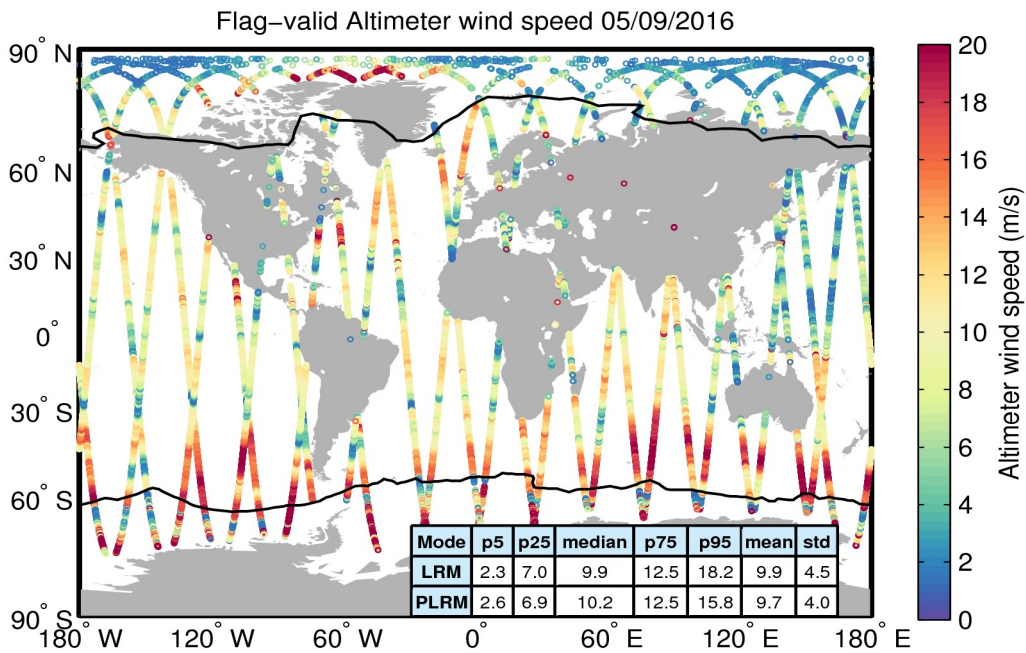 Flag−valid Altimeter wind speed 05/09/2016
90° N
60° N
30° N
0°
30° S
60° S
90° S
180° W
120° W
60° W
0°
60° E
120° E
180° E
Mode p5 p25 median p75 p95 mean std
LRM 2.3 7.0 9.9 12.5 18.2 9.9 4.5
PLRM 2.6 6.9 10.2 12.5 15.8 9.7 4.0
20
18
16
14
12
10
8
6
4
2
0
Altimeter wind speed (m/s)